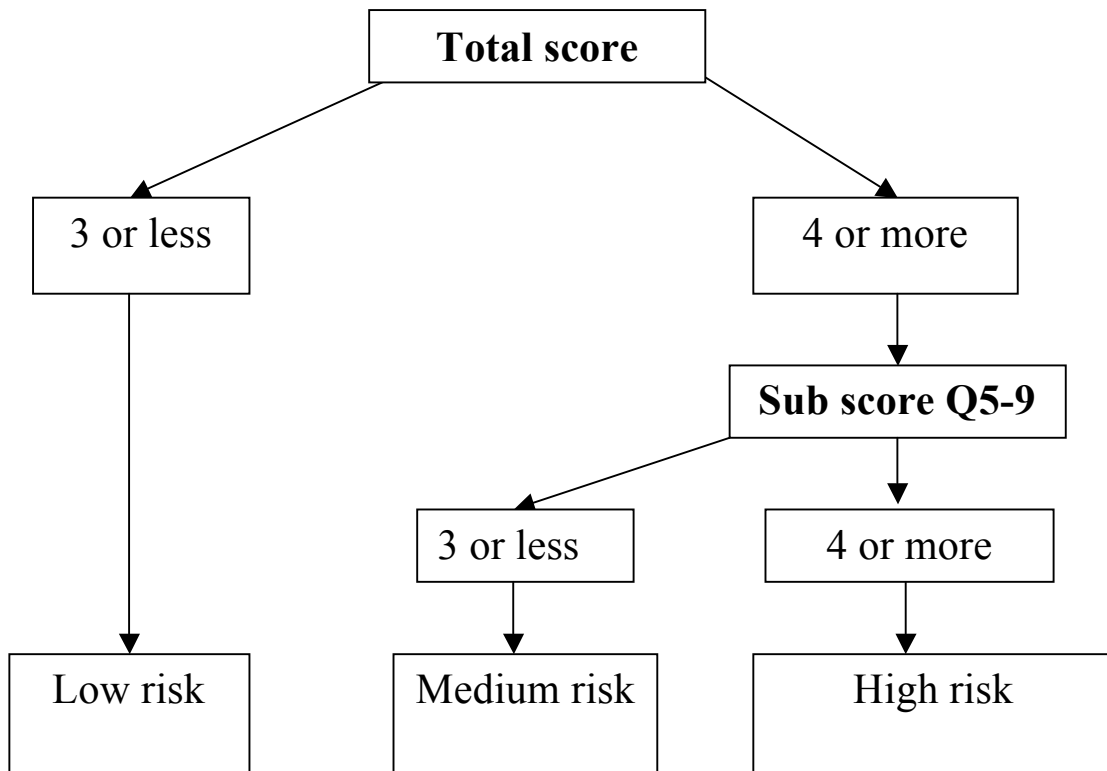 Total score
3 or less
4 or more
Sub score Q5-9
3 or less
4 or more
Low risk
Medium risk
High risk